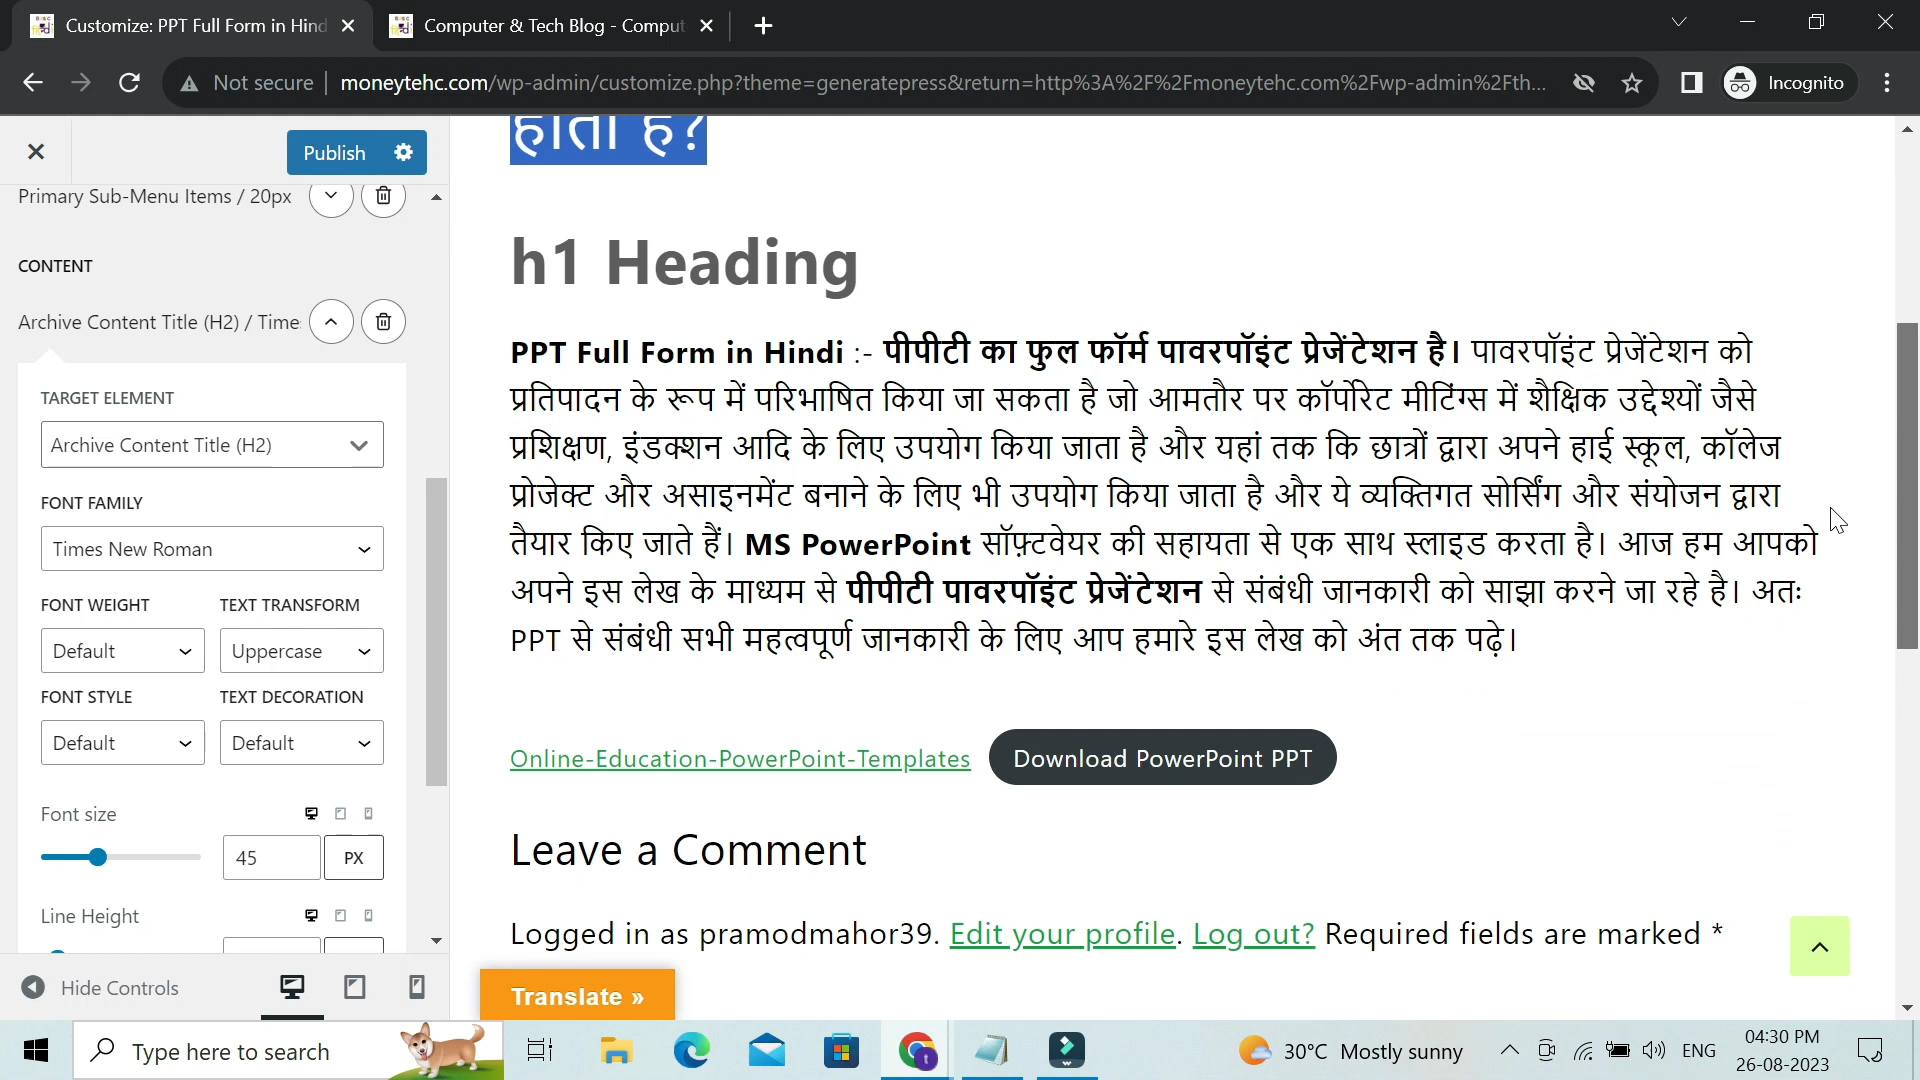 Customize: PPT Full Form in Hind
Computer & Tech Blog - Comput
Not secure
moneytehc.com/wp-admin/customize.php?theme=generatepress&return=http%3A%2F%2Fmoneytehc.com%2Fwp-admin%2Fth...
Incognito
Publish
Primary Sub-Menu Items / 20px
CONTENT
Archive Content Title (H2) / Times
TARGET ELEMENT
Archive Content Title (H2)
FONT FAMILY
Times New Roman
FONT WEIGHT
TEXT TRANSFORM
Default
Uppercase
FONT STYLE
TEXT DECORATION
Default
Default
Font size
45
PX
Line Height
Hide Controls
होता है?
h1 Heading
PPT Full Form in Hindi :- पीपीटी का फुल फॉर्म पावरपॉइंट प्रेजेंटेशन है। पावरपॉइंट प्रेजेंटेशन को
प्रतिपादन के रूप में परिभाषित किया जा सकता है जो आमतौर पर कॉर्पोरेट मीटिंग्स में शैक्षिक उद्देश्यों जैसे
प्रशिक्षण, इंडक्शन आदि के लिए उपयोग किया जाता है और यहां तक कि छात्रों द्वारा अपने हाई स्कूल, कॉलेज
प्रोजेक्ट और असाइनमेंट बनाने के लिए भी उपयोग किया जाता है और ये व्यक्तिगत सोर्सिंग और संयोजन द्वारा
तैयार किए जाते हैं। MS PowerPoint सॉफ़्टवेयर की सहायता से एक साथ स्लाइड करता है। आज हम आपको
अपने इस लेख के माध्यम से पीपीटी पावरपॉइंट प्रेजेंटेशन से संबंधी जानकारी को साझा करने जा रहे है। अतः
PPT से संबंधी सभी महत्वपूर्ण जानकारी के लिए आप हमारे इस लेख को अंत तक पढ़े।
Online-Education-PowerPoint-Templates
Download PowerPoint PPT
Leave a Comment
Logged in as pramodmahor39. Edit your profile. Log out? Required fields are marked *
Translate »
Type here to search
30°C Mostly sunny
ENG
04:30 PM
26-08-2023